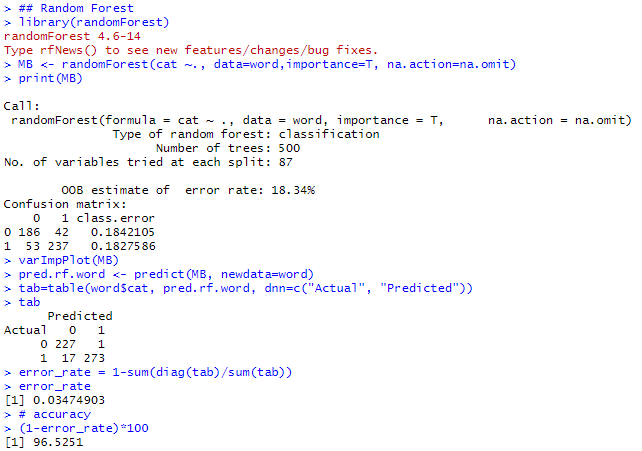 > ## Random Forest
> library(randomForest)
randomForest 4.6-14
Type rfNews() to see new features/changes/bug fixes.
> MB <- randomForest(cat ~., data=word,importance=T, na.action=na.omit)
> print(MB)

Call:
 randomForest(formula = cat ~ ., data = word, importance = T,      na.action = na.omit)
               Type of random forest: classification
                     Number of trees: 500
No. of variables tried at each split: 87

        OOB estimate of  error rate: 18.34%
Confusion matrix:
    0   1 class.error
0 186  42   0.1842105
1  53 237   0.1827586
> varImpPlot(MB)
> pred.rf.word <- predict(MB, newdata=word)
> tab=table(word$cat, pred.rf.word, dnn=c("Actual", "Predicted"))
> tab
      Predicted
Actual   0   1
     0 227   1
     1  17 273
> error_rate = 1-sum(diag(tab)/sum(tab))
> error_rate
[1] 0.03474903
> # accuracy
> (1-error_rate)*100
[1] 96.5251